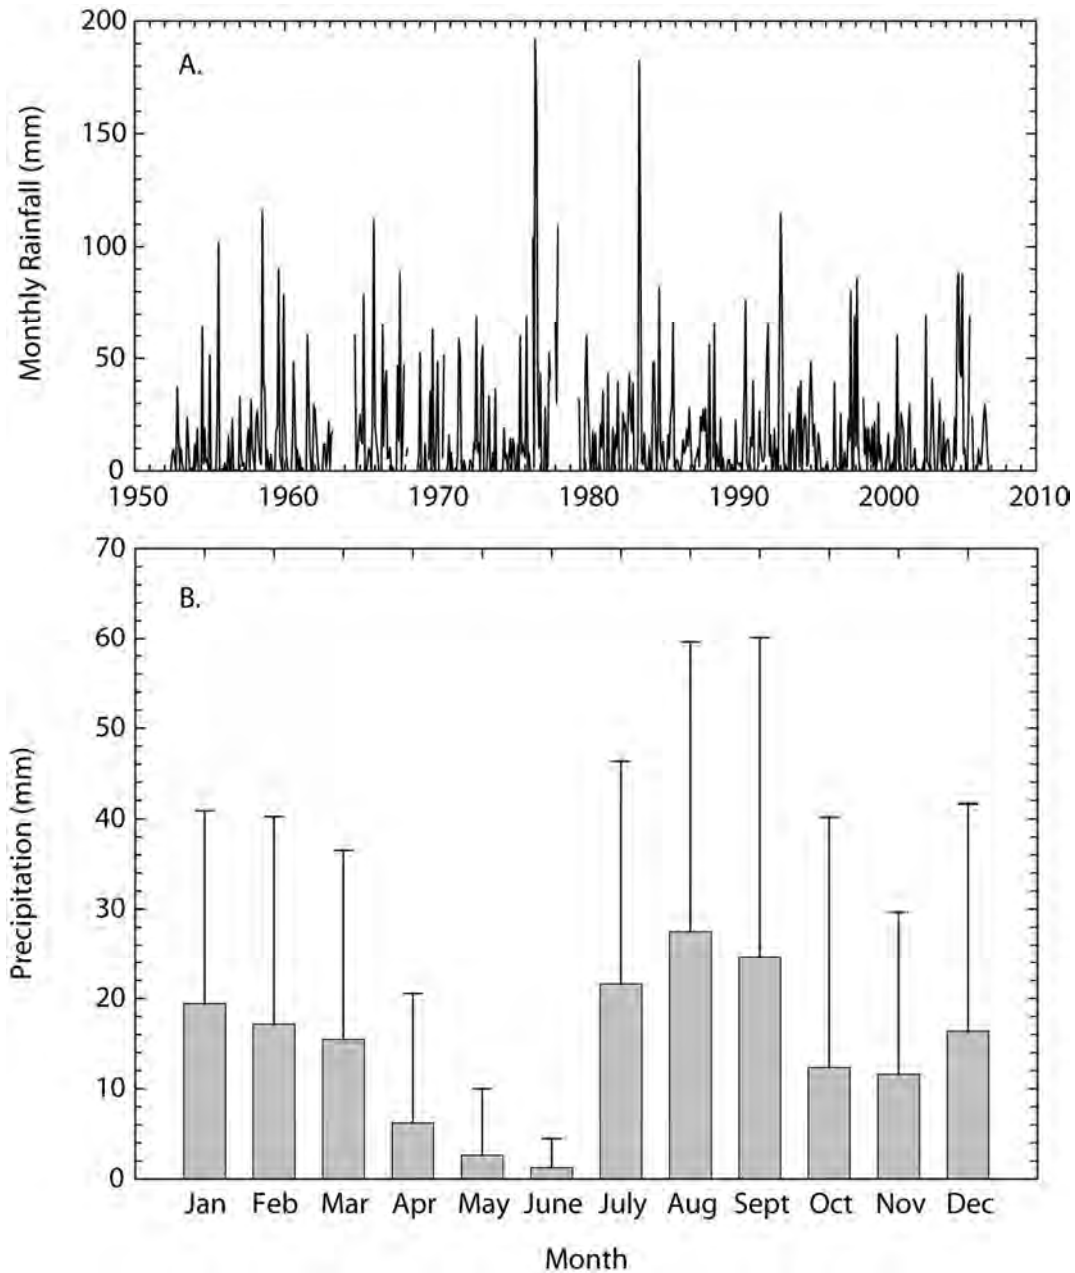 A.
Monthly Rainfall (mm)
200
150
100
50
0
1950 1960 1970 1980 1990 2000 2010
B.
Precipitation (mm)
70
60
50
40
30
20
10
0
Jan Feb Mar Apr May June July Aug Sept Oct Nov Dec
Month